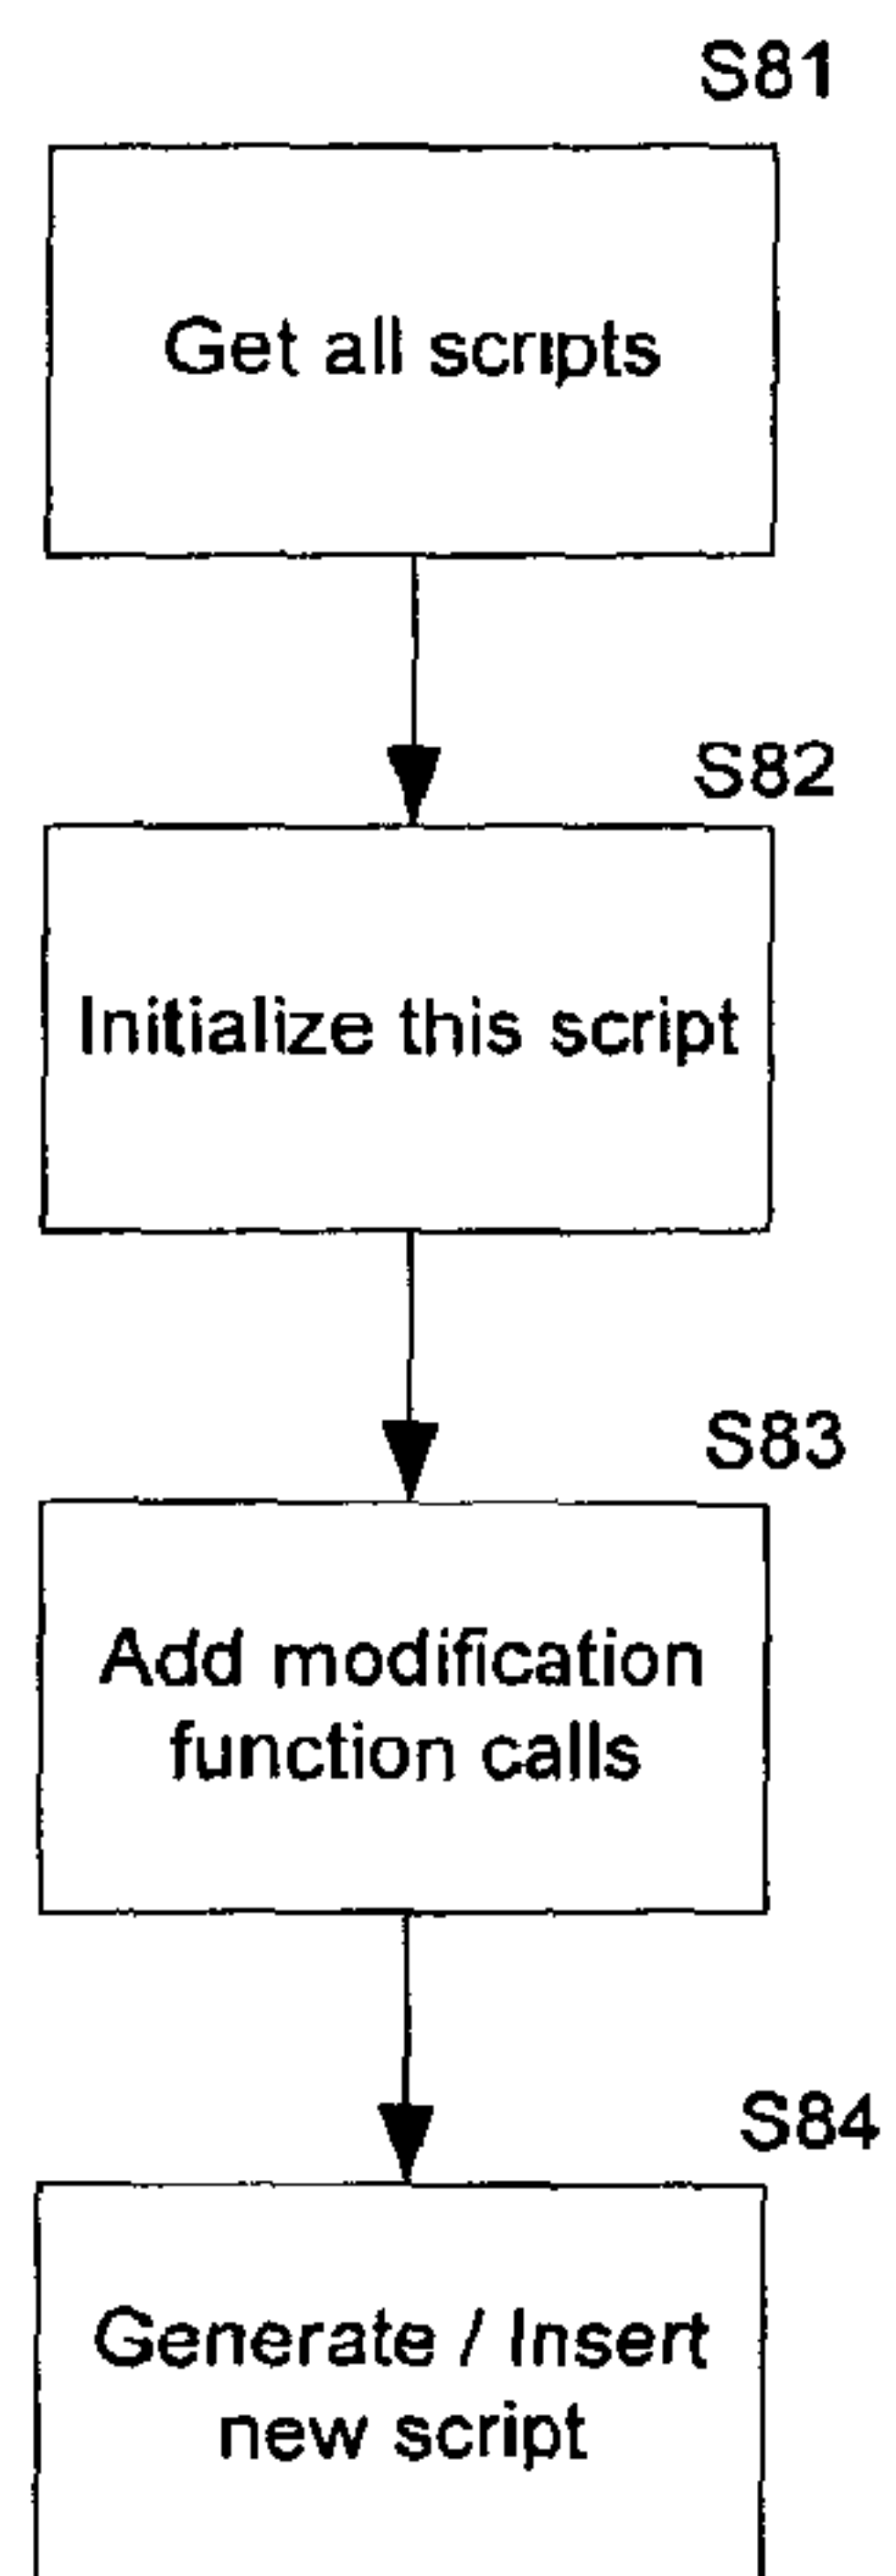 S81
Get all scripts
S82
Initialize this script
S83
Add modification
function calls
S84
Generate / Insert
new script